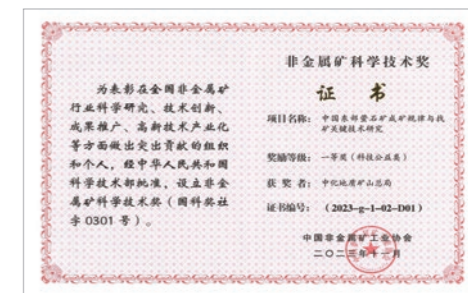 为表彰在全国非金属矿
行业科学研究、技术创新、
成果推广、高新技术产业化
等方面做出突出贡献的组织
和个人，经中华人民共和国
科学技术部批准，设立非金
属矿科学技术奖（国科奖社
字0301号）。
非金属矿科学技术奖
证 书
项目名称： 中国东部萤石矿成矿规律与找
矿关键技术研究
奖励等级： 一等奖（科技公益类）
获 奖 者： 中化地质矿山总局
证书编号： （2023-g-1-02-D01）
中国非金属矿工业协会
二〇二三年十一月